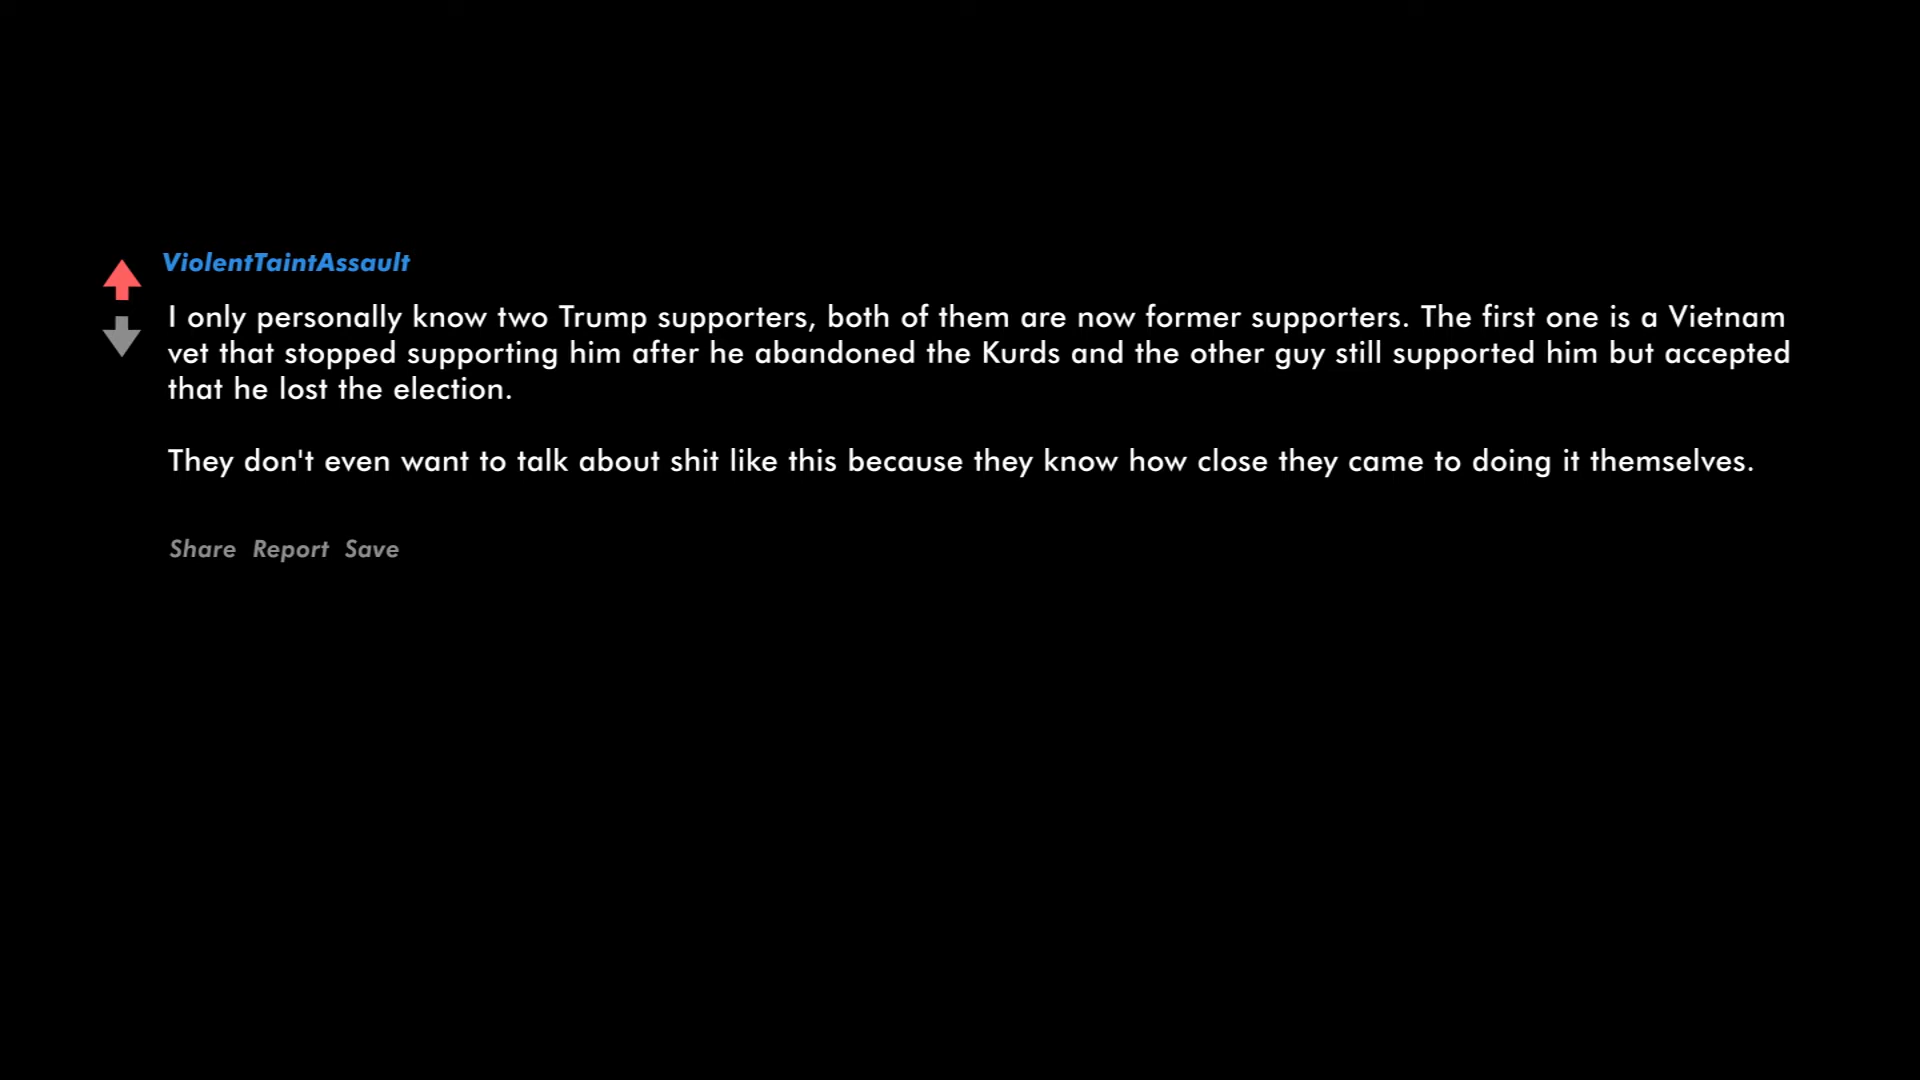 ViolentTaintAssault
I only personally know two Trump supporters, both of them are now former supporters. The first one is a Vietnam
vet that stopped supporting him after he abandoned the Kurds and the other guy still supported him but accepted
that he lost the election.
They don't even want to talk about shit like this because they know how close they came to doing it themselves.
Share Report Save